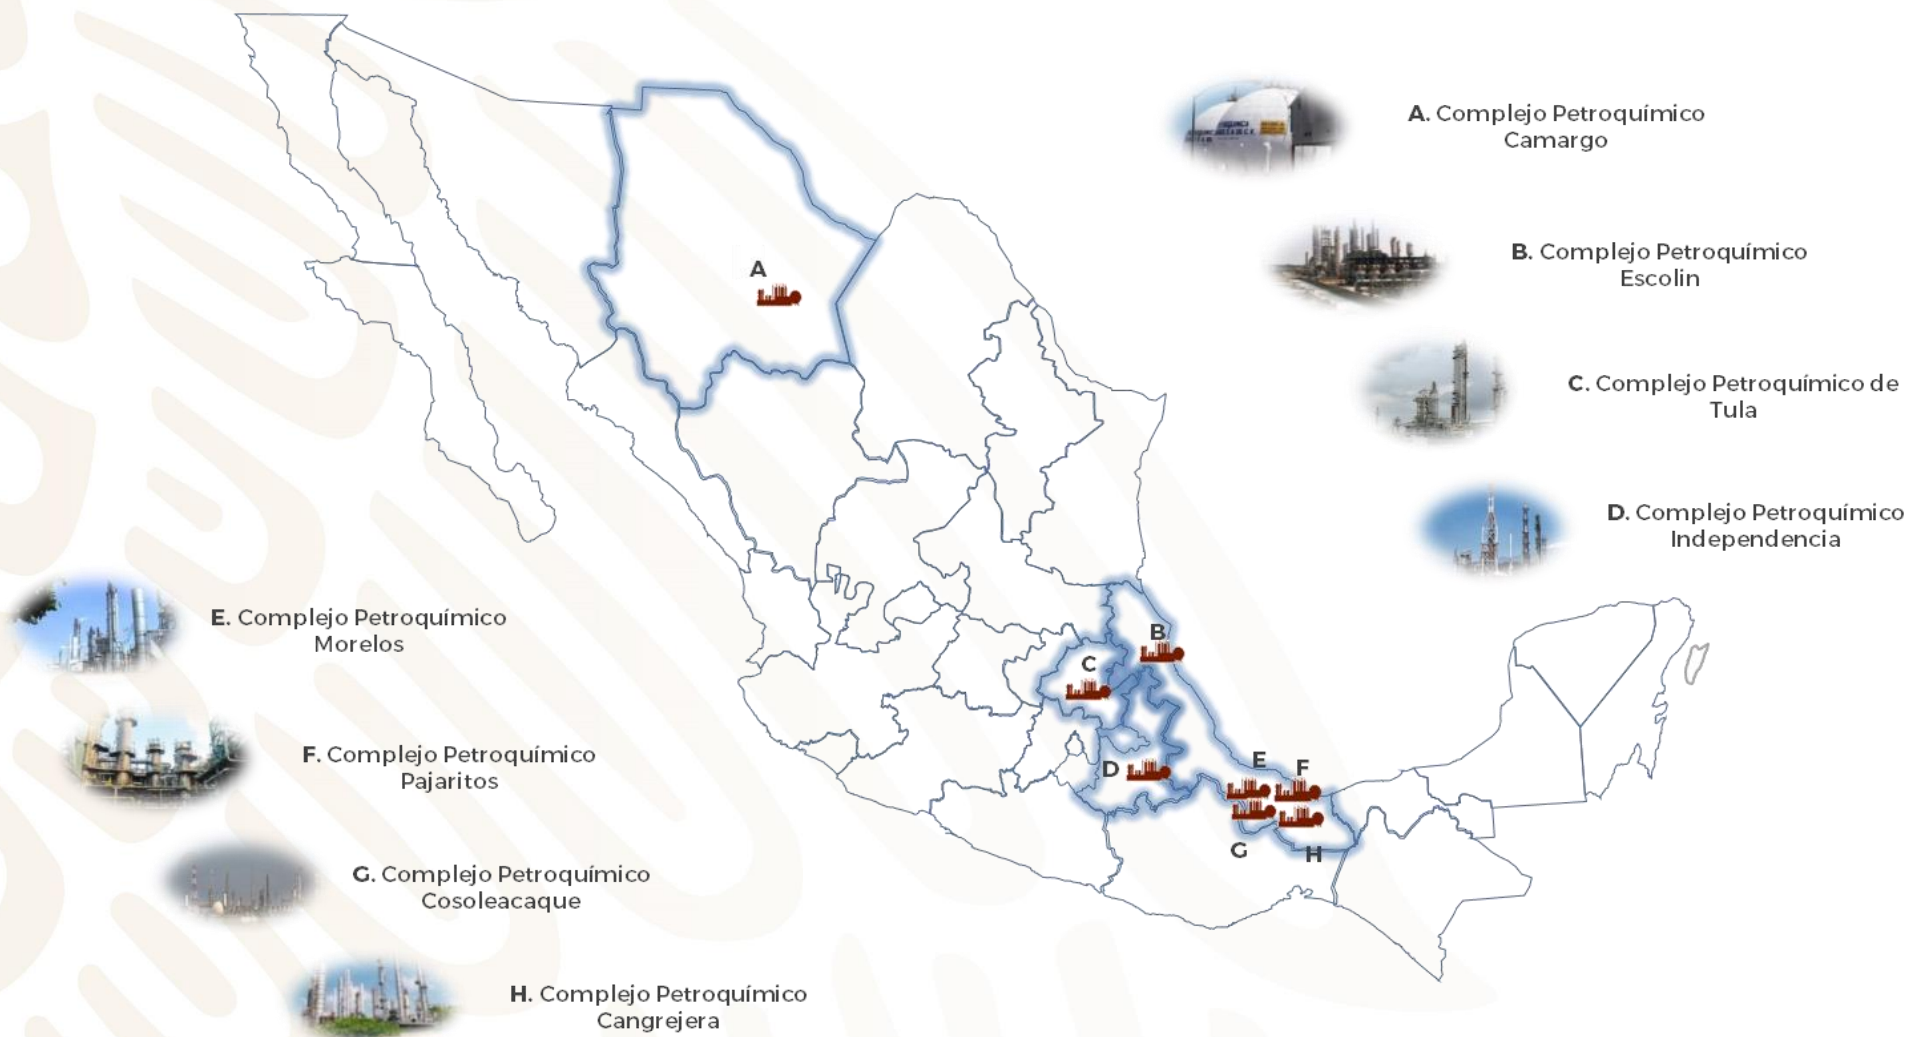 A. Complejo Petroquímico
Camargo
B. Complejo Petroquímico
Escolin
C. Complejo Petroquímico de
Tula
D. Complejo Petroquímico
Independencia
E. Complejo Petroquímico
Morelos
F. Complejo Petroquímico
Pajaritos
G. Complejo Petroquímico
Cosoleacaque
H. Complejo Petroquímico
Cangrejera
A
B
C
D
E
F
G
H